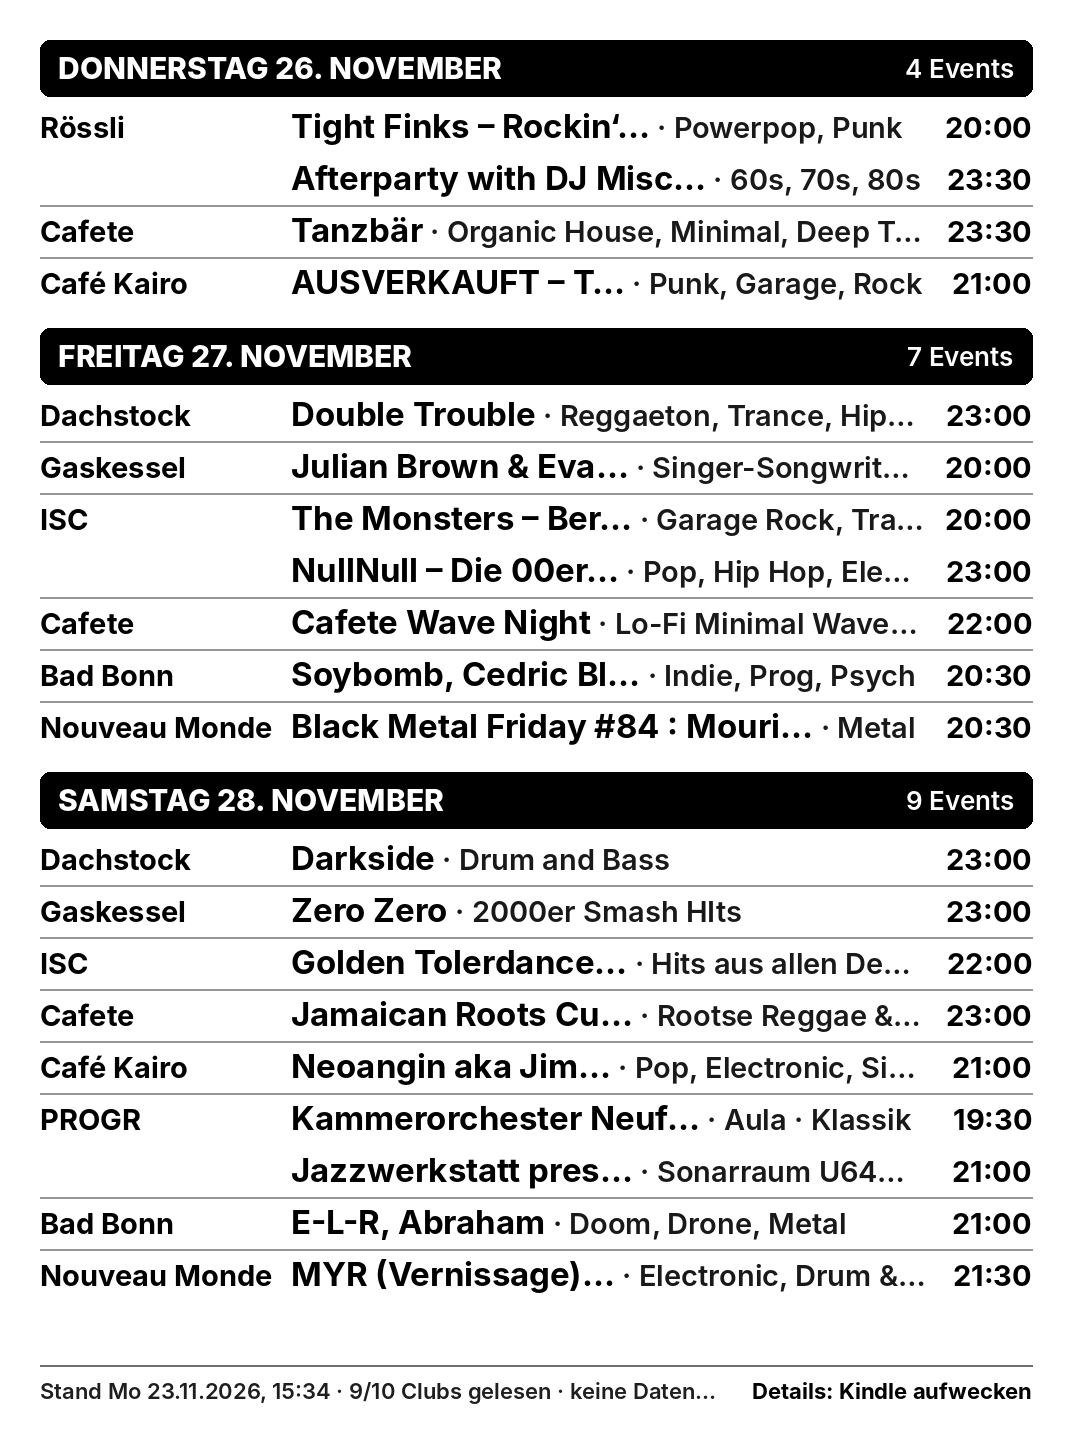 DONNERSTAG 26. NOVEMBER 4 Events
Rössli Tight Finks – Rockin‘… · Powerpop, Punk 20:00
Afterparty with DJ Misc… · 60s, 70s, 80s 23:30
Cafete Tanzbär · Organic House, Minimal, Deep T… 23:30
Café Kairo AUSVERKAUFT – T… · Punk, Garage, Rock 21:00
FREITAG 27. NOVEMBER 7 Events
Dachstock Double Trouble · Reggaeton, Trance, Hip… 23:00
Gaskessel Julian Brown & Eva… · Singer-Songwrit… 20:00
ISC The Monsters – Ber… · Garage Rock, Tra… 20:00
NullNull – Die 00er… · Pop, Hip Hop, Ele… 23:00
Cafete Cafete Wave Night · Lo-Fi Minimal Wave… 22:00
Bad Bonn Soybomb, Cedric Bl… · Indie, Prog, Psych 20:30
Nouveau Monde Black Metal Friday #84 : Mouri… · Metal 20:30
SAMSTAG 28. NOVEMBER 9 Events
Dachstock Darkside · Drum and Bass 23:00
Gaskessel Zero Zero · 2000er Smash HIts 23:00
ISC Golden Tolerdance… · Hits aus allen De… 22:00
Cafete Jamaican Roots Cu… · Rootse Reggae &… 23:00
Café Kairo Neoangin aka Jim… · Pop, Electronic, Si… 21:00
PROGR Kammerorchester Neuf… · Aula · Klassik 19:30
Jazzwerkstatt pres… · Sonarraum U64… 21:00
Bad Bonn E-L-R, Abraham · Doom, Drone, Metal 21:00
Nouveau Monde MYR (Vernissage)… · Electronic, Drum &… 21:30
Stand Mo 23.11.2026, 15:34 · 9/10 Clubs gelesen · keine Daten… Details: Kindle aufwecken